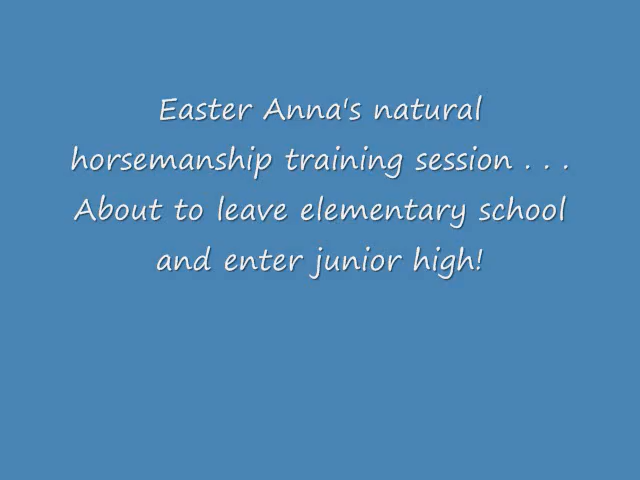 Easter Anna's natural
horsemanship training session . . .
About to leave elementary school
and enter junior high!